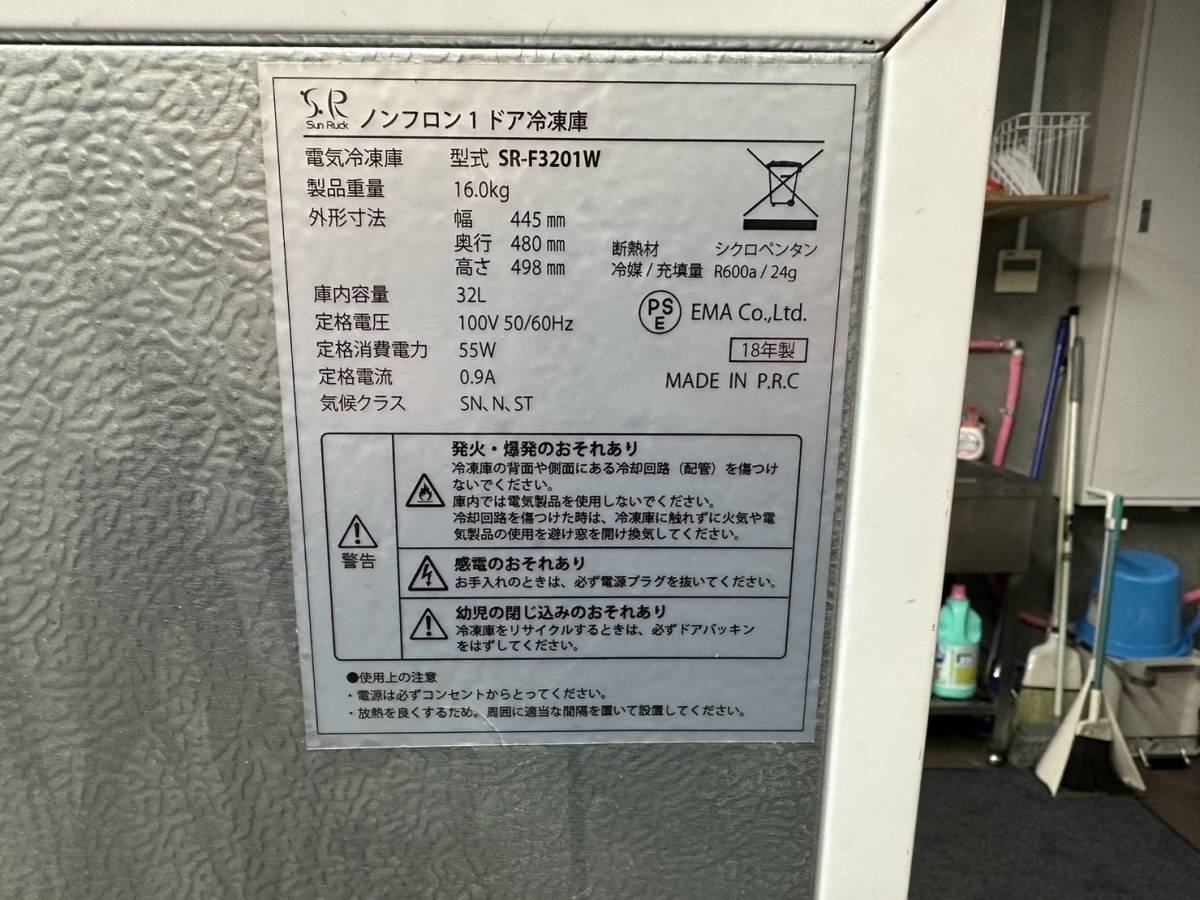 S.R
Sun Ruck
ノンフロン1ドア冷凍庫
電気冷凍庫 型式 SR-F3201W
製品重量 16.0kg
外形寸法 幅 445㎜
奥行 480㎜
高さ 498㎜
断熱材 シクロペンタン
冷媒/充填量 R600a/24g
庫内容量 32L
定格電圧 100V 50/60Hz
定格消費電力 55W
定格電流 0.9A
気候クラス SN、N、ST
PS
E
EMA Co.,Ltd.
18年製
MADE IN P.R.C
警告
発火・爆発のおそれあり
冷凍庫の背面や側面にある冷却回路（配管）を傷つけ
ないでください。
庫内では電気製品を使用しないでください。
冷却回路を傷つけた時は、冷凍庫に触れずに火気や電
気製品の使用を避け窓を開け換気してください。
感電のおそれあり
お手入れのときは、必ず電源プラグを抜いてください。
幼児の閉じ込みのおそれあり
冷凍庫をリサイクルするときは、必ずドアパッキン
をはずしてください。
●使用上の注意
・電源は必ずコンセントからとってください。
・放熱を良くするため。周囲に適当な間隔を置いて設置してください。